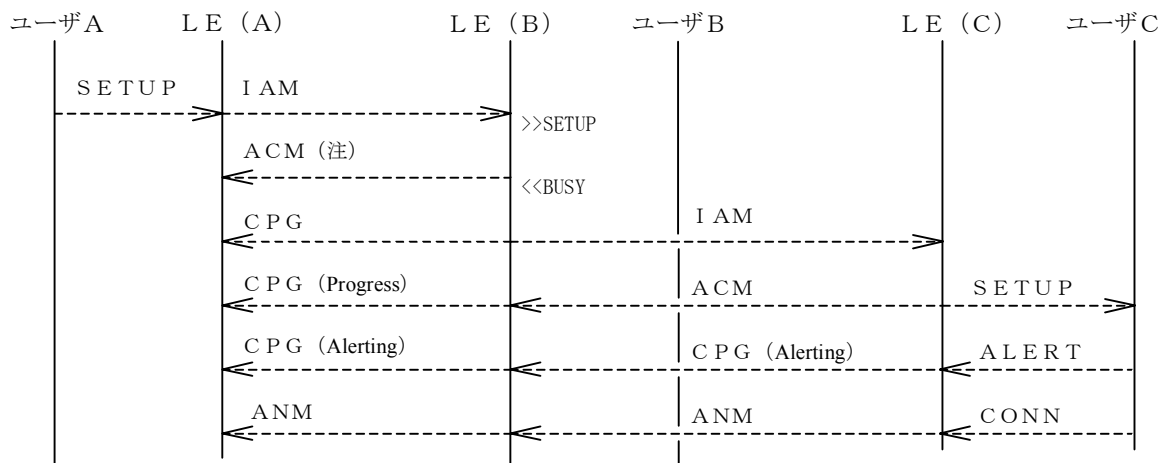 ユーザA ＬＥ（Ａ） ＬＥ（Ｂ） ユーザB ＬＥ（Ｃ） ユーザC
ＳＥＴＵＰ ＩＡＭ
>>SETUP
ＡＣＭ（注）
<<BUSY
ＣＰＧ ＩＡＭ
ＣＰＧ（Progress） ＡＣＭ ＳＥＴＵＰ
ＣＰＧ（Alerting） ＣＰＧ（Alerting） ＡＬＥＲＴ
ＡＮＭ ＡＮＭ ＣＯＮＮ